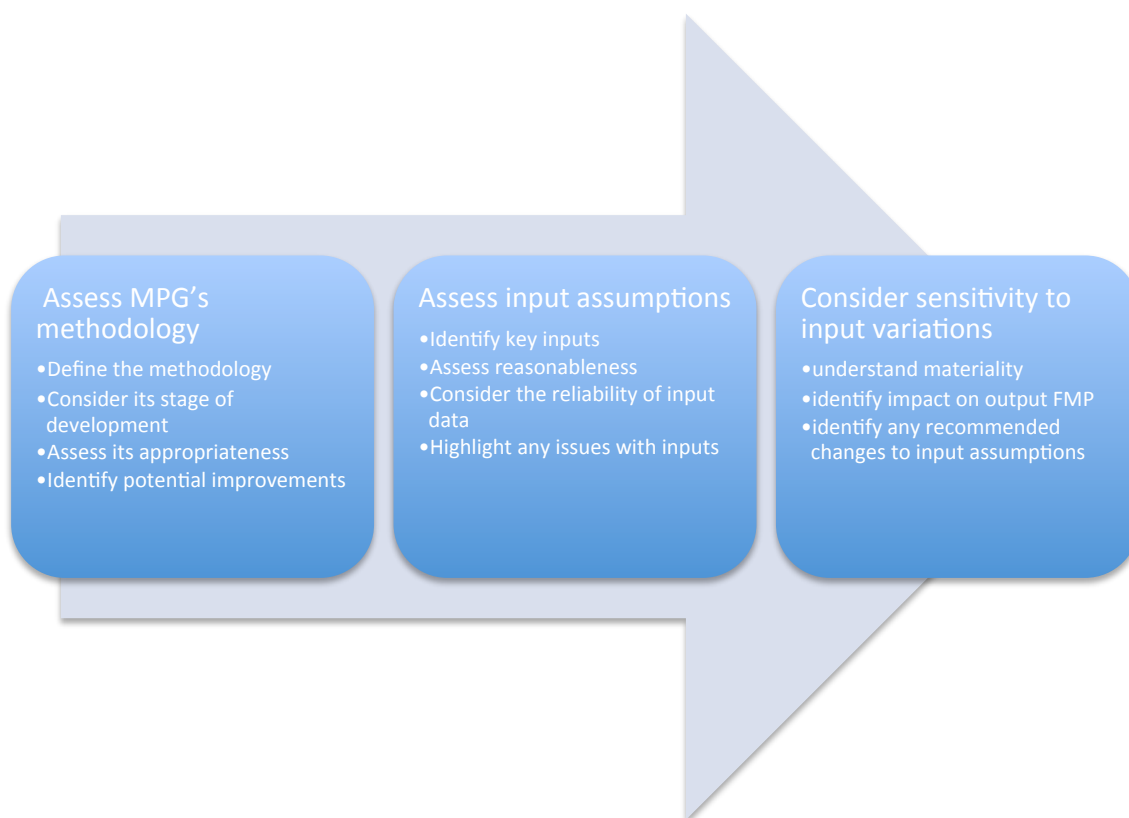 Assess MPG's
methodology
•Define the methodology
•Consider its stage of
development
•Assess its appropriateness
•Identify potential improvements
Assess input assumptions
•Identify key inputs
•Assess reasonableness
•Consider the reliability of input
data
•Highlight any issues with inputs
Consider sensitivity to
input variations
•understand materiality
•identify impact on output FMP
•identify any recommended
changes to input assumptions